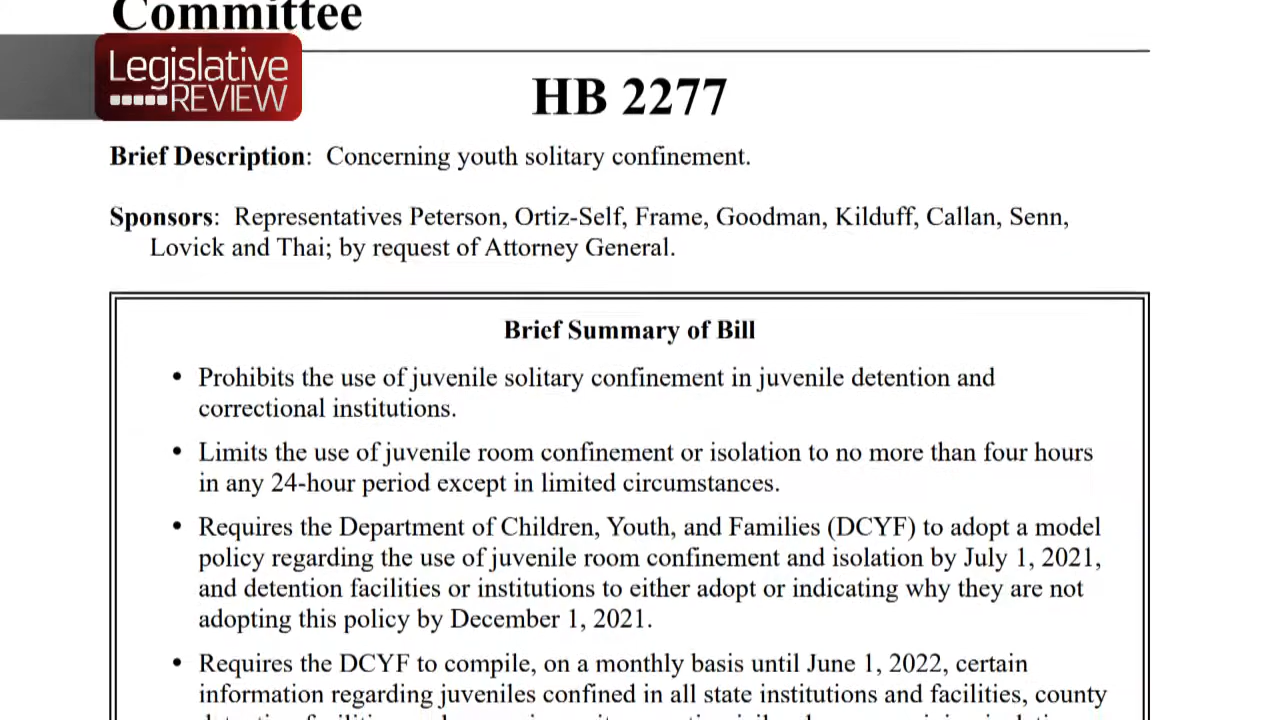 Committee
Legislative
REVIEW
HB 2277
Brief Description: Concerning youth solitary confinement.
Sponsors: Representatives Peterson, Ortiz-Self, Frame, Goodman, Kilduff, Callan, Senn,
Lovick and Thai; by request of Attorney General.
Brief Summary of Bill
• Prohibits the use of juvenile solitary confinement in juvenile detention and
correctional institutions.
• Limits the use of juvenile room confinement or isolation to no more than four hours
in any 24-hour period except in limited circumstances.
• Requires the Department of Children, Youth, and Families (DCYF) to adopt a model
policy regarding the use of juvenile room confinement and isolation by July 1, 2021,
and detention facilities or institutions to either adopt or indicating why they are not
adopting this policy by December 1, 2021.
• Requires the DCYF to compile, on a monthly basis until June 1, 2022, certain
information regarding juveniles confined in all state institutions and facilities, county